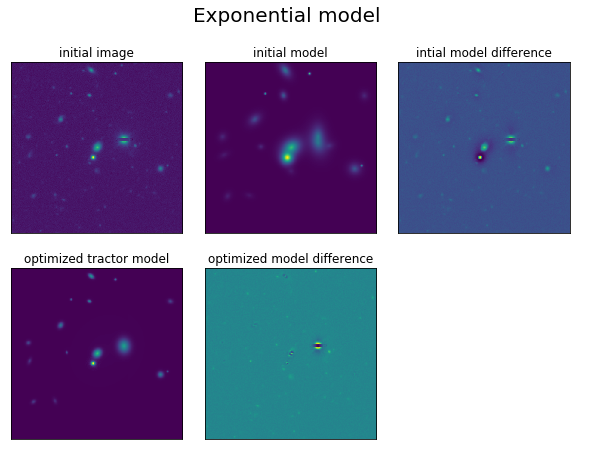 Exponential model
initial image
initial model
intial model difference
optimized tractor model
optimized model difference